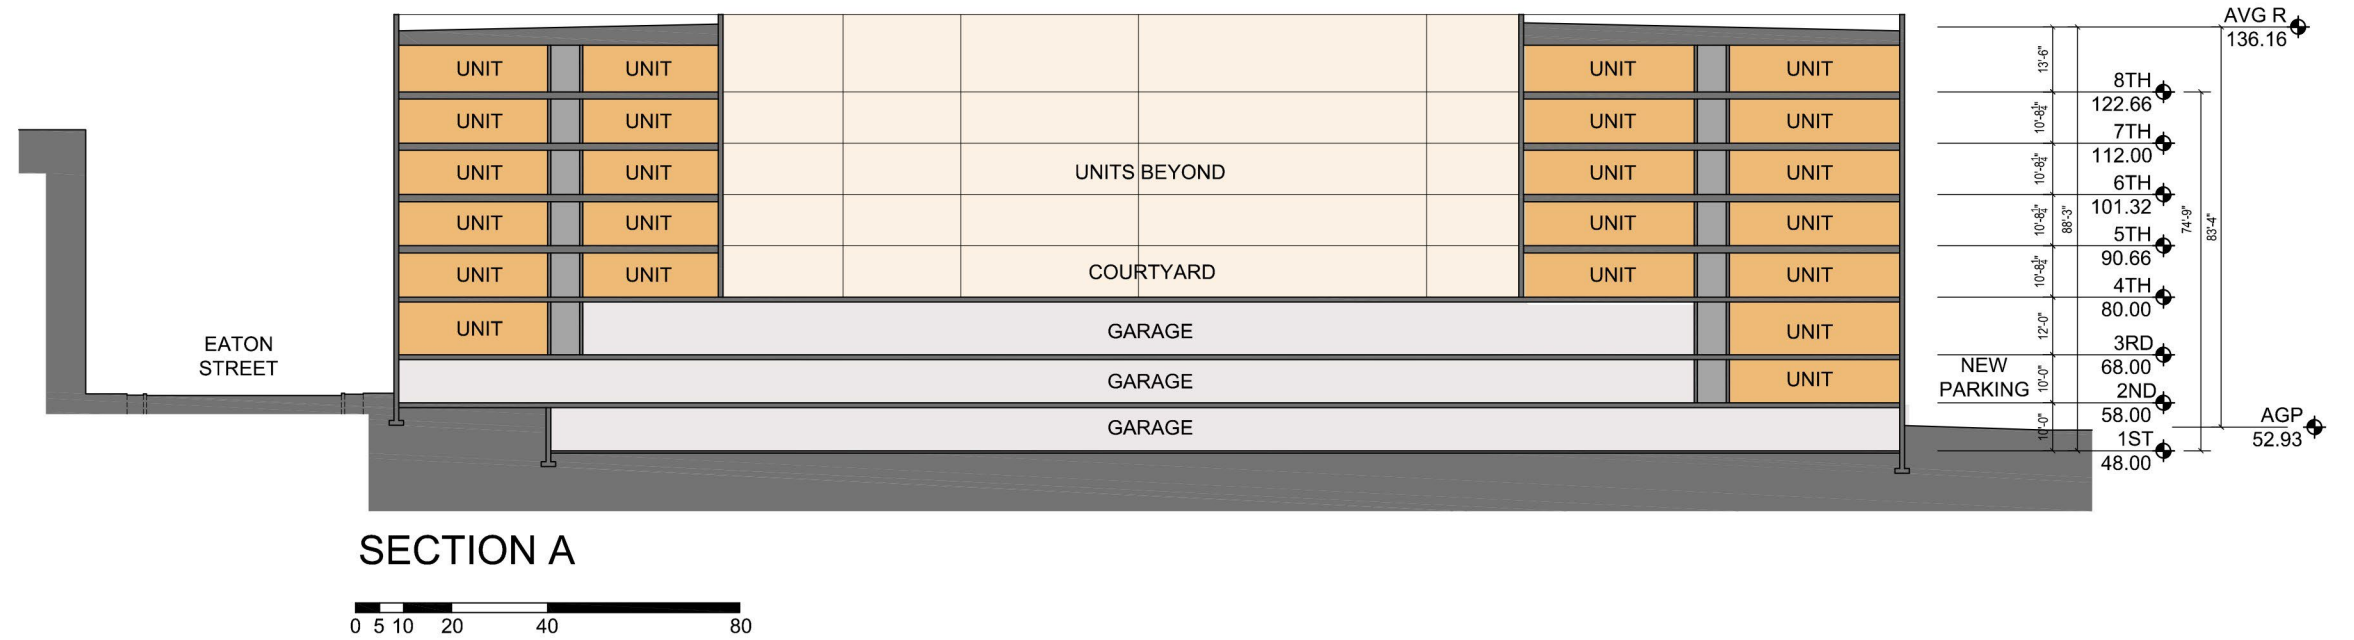 AVG R
136.16
13'-6"
UNIT UNIT UNIT UNIT
8TH
122.66
10'-8¼"
UNIT UNIT UNIT UNIT
7TH
112.00
10'-8¼"
UNIT UNIT UNITS BEYOND UNIT UNIT
6TH
101.32
10'-8¼"
88'-3"
74'-9"
83'-4"
UNIT UNIT UNIT UNIT
5TH
90.66
10'-8¼"
UNIT UNIT COURTYARD UNIT UNIT
4TH
80.00
12'-0"
UNIT GARAGE UNIT
EATON
STREET
3RD
68.00
NEW
PARKING
10'-0"
GARAGE UNIT
2ND
58.00
10'-0"
GARAGE
AGP
52.93
1ST
48.00
SECTION A
0 5 10 20 40 80